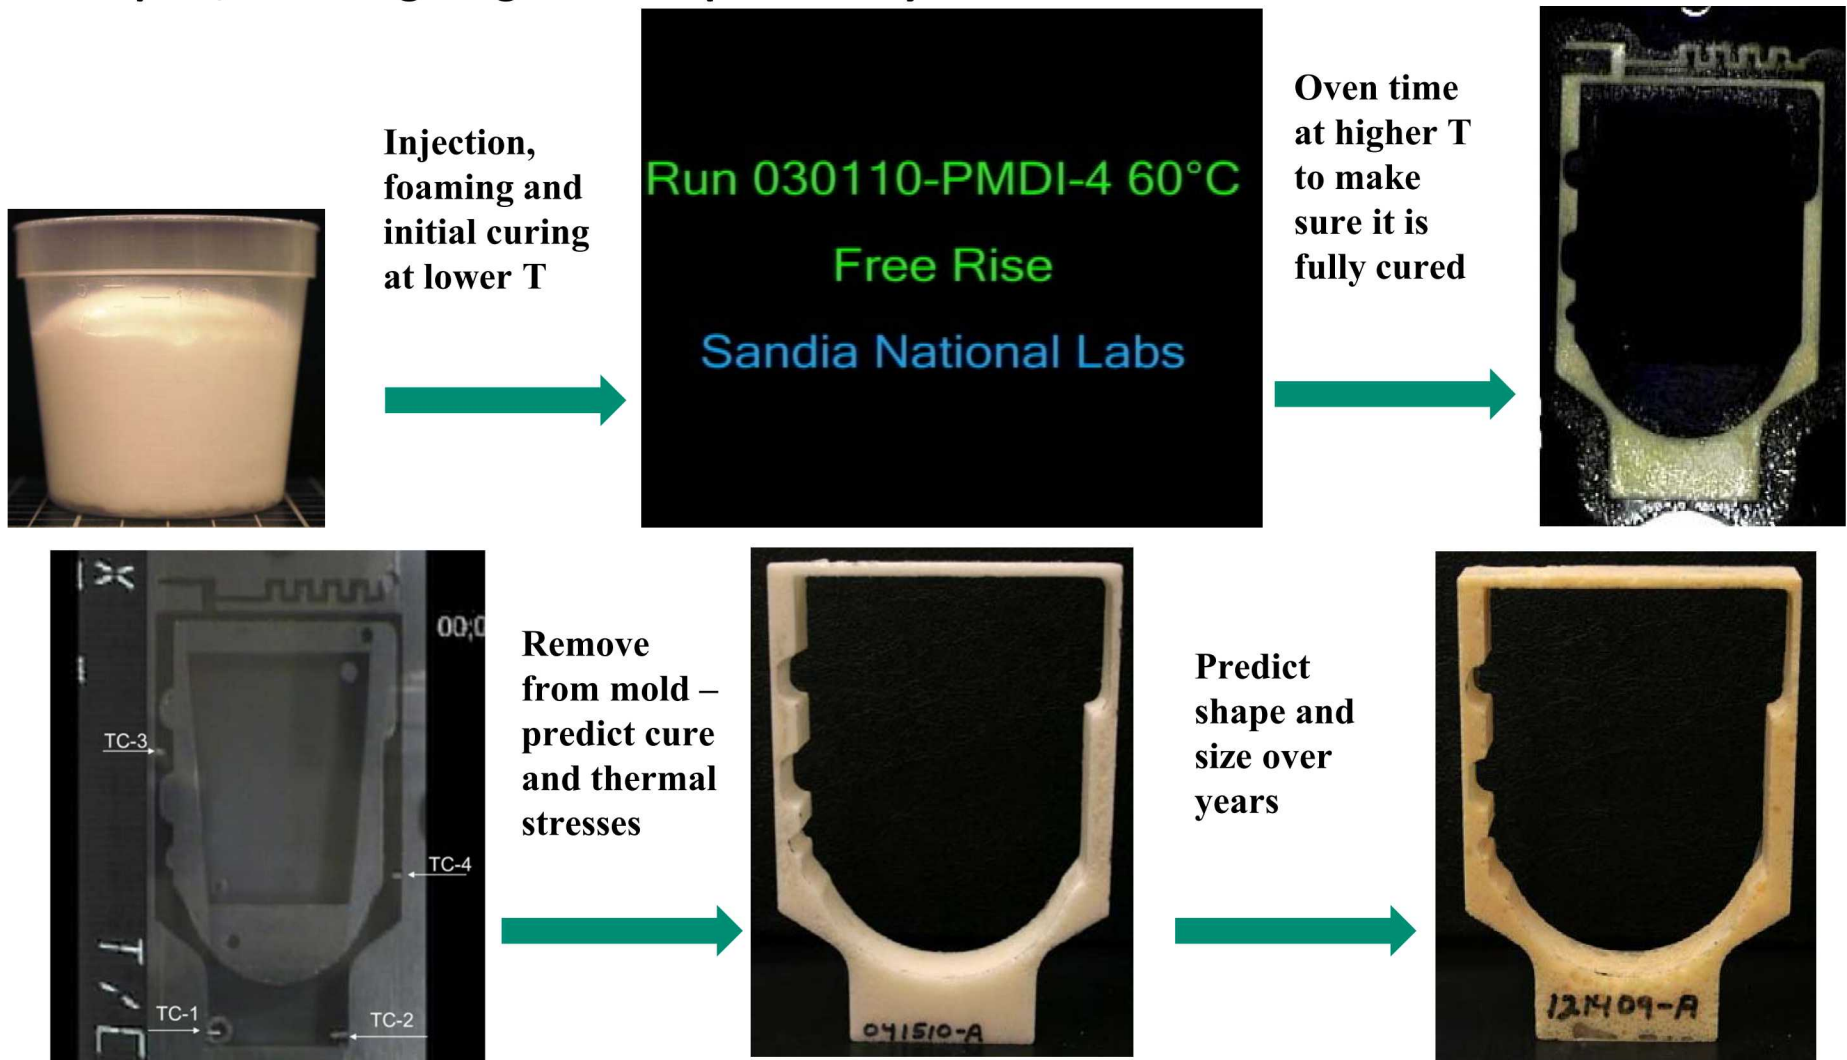 Injection,
foaming and
initial curing
at lower T
Run 030110-PMDI-4 60°C
Free Rise
Sandia National Labs
Oven time
at higher T
to make
sure it is
fully cured
00;0
TC-3
TC-4
TC-1
TC-2
Remove
from mold –
predict cure
and thermal
stresses
041510-A
Predict
shape and
size over
years
121409-A